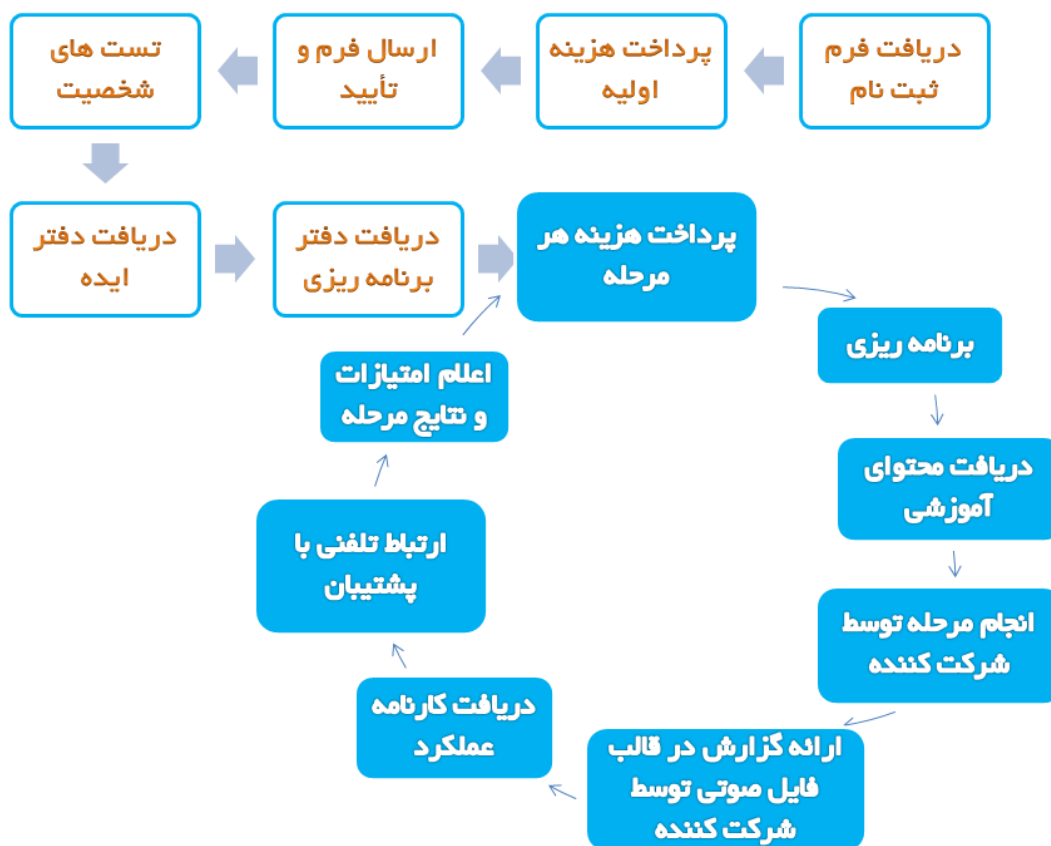 دریافت فرم
ثبت نام
پرداخت هزینه
اولیه
ارسال فرم و
تأیید
تست های
شخصیت
دریافت دفتر
ایده
دریافت دفتر
برنامه ریزی
پرداخت هزینه هر
مرحله
برنامه ریزی
دریافت محتوای
آموزشی
انجام مرحله توسط
شرکت کننده
ارائه گزارش در قالب
فایل صوتی توسط
شرکت کننده
دریافت کارنامه
عملکرد
ارتباط تلفنی با
پشتیبان
اعلام امتیازات
و نتایج مرحله